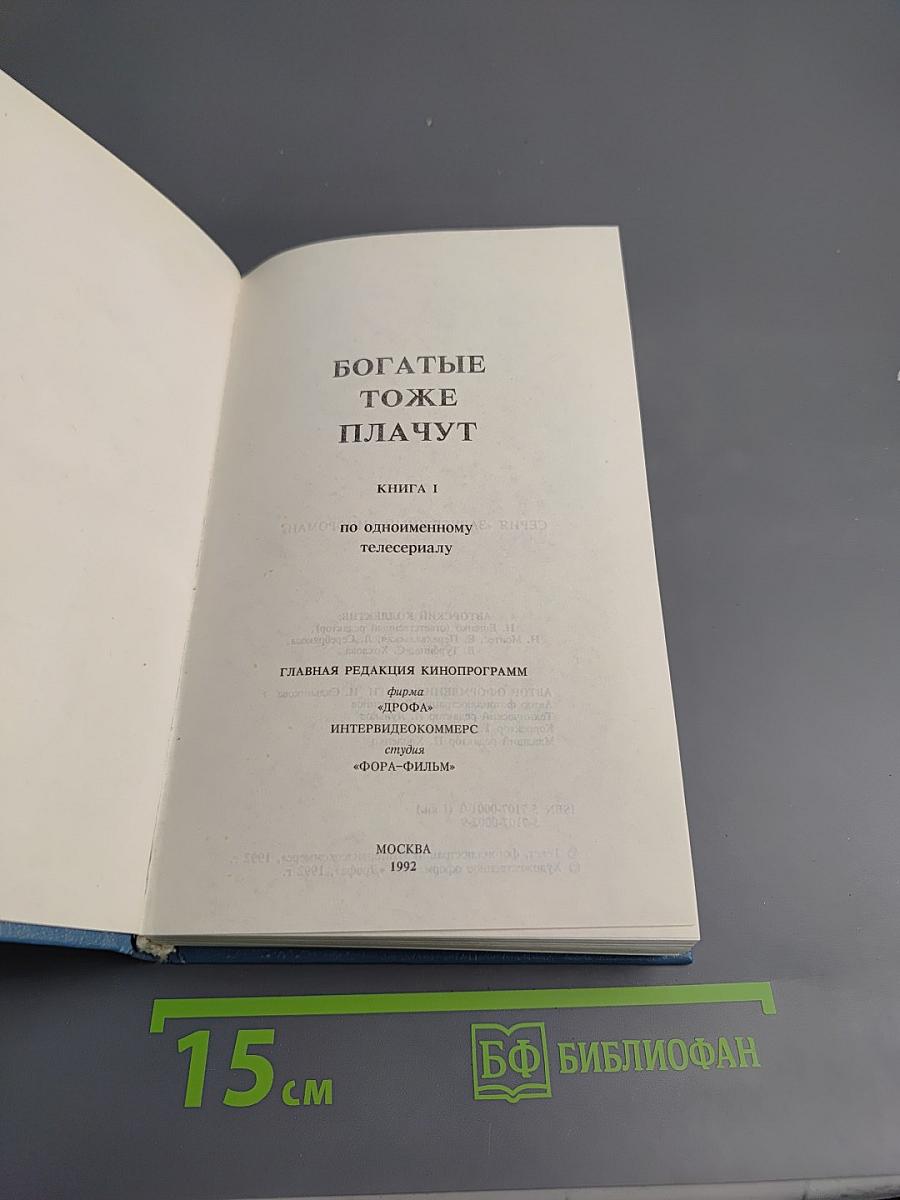 БОГАТЫЕ
ТОЖЕ
ПЛАЧУТ
КНИГА I
по одноименному
телесериалу
ГЛАВНАЯ РЕДАКЦИЯ КИНОПРОГРАММ
фирма
«ДРОФА»
ИНТЕРВИДЕОКОММЕРС
студия
«ФОРА–ФИЛЬМ»
МОСКВА
1992
15 см
БФ БИБЛИОФАН